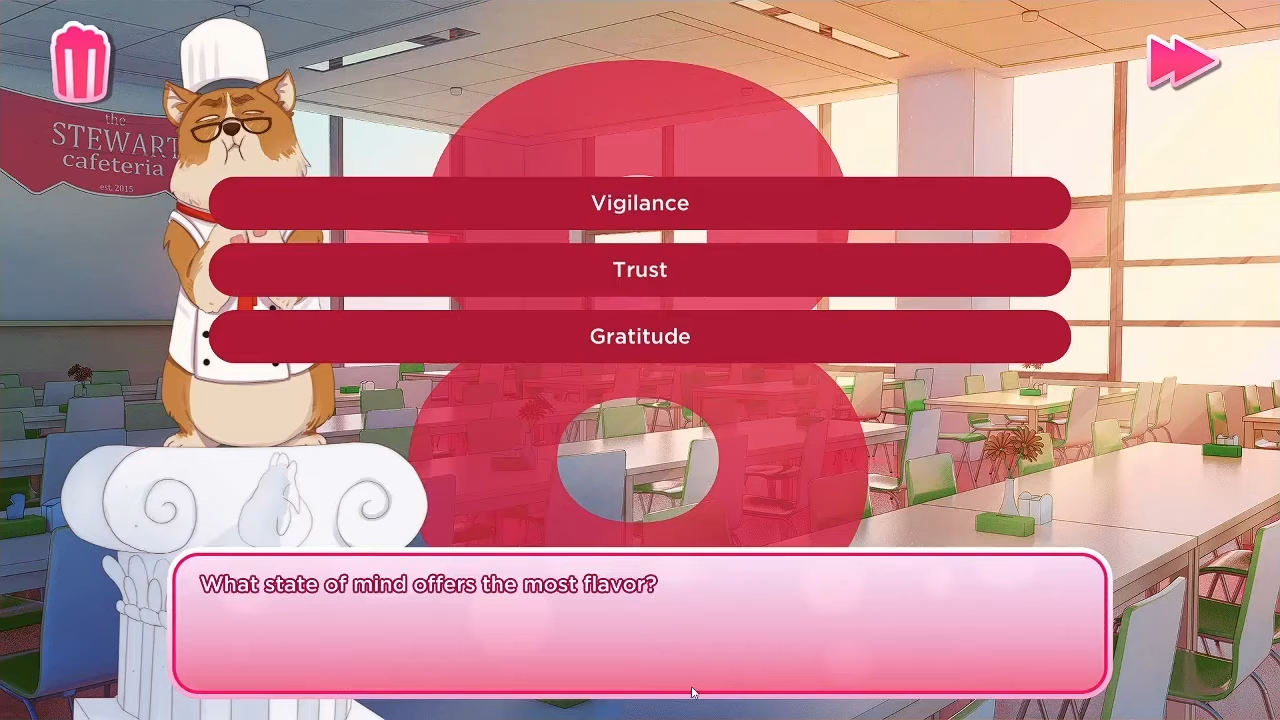 the
STEWART
cafeteria
est. 2015
Vigilance
Trust
Gratitude
What state of mind offers the most flavor?